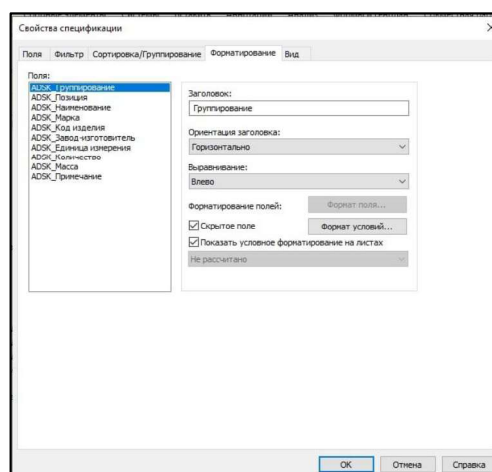 Свойства спецификации
Поля Фильтр Сортировка/Группирование Форматирование Вид
Поля:
ADSK_Группирование
ADSK_Позиция
ADSK_Наименование
ADSK_Марка
ADSK_Код изделия
ADSK_Завод-изготовитель
ADSK_Единица измерения
ADSK_Количество
ADSK_Масса
ADSK_Примечание
Заголовок:
Группирование
Ориентация заголовка:
Горизонтально
Выравнивание:
Влево
Форматирование полей: Формат поля...
Скрытое поле Формат условий...
Показать условное форматирование на листах
Не рассчитано
ОК Отмена Справка